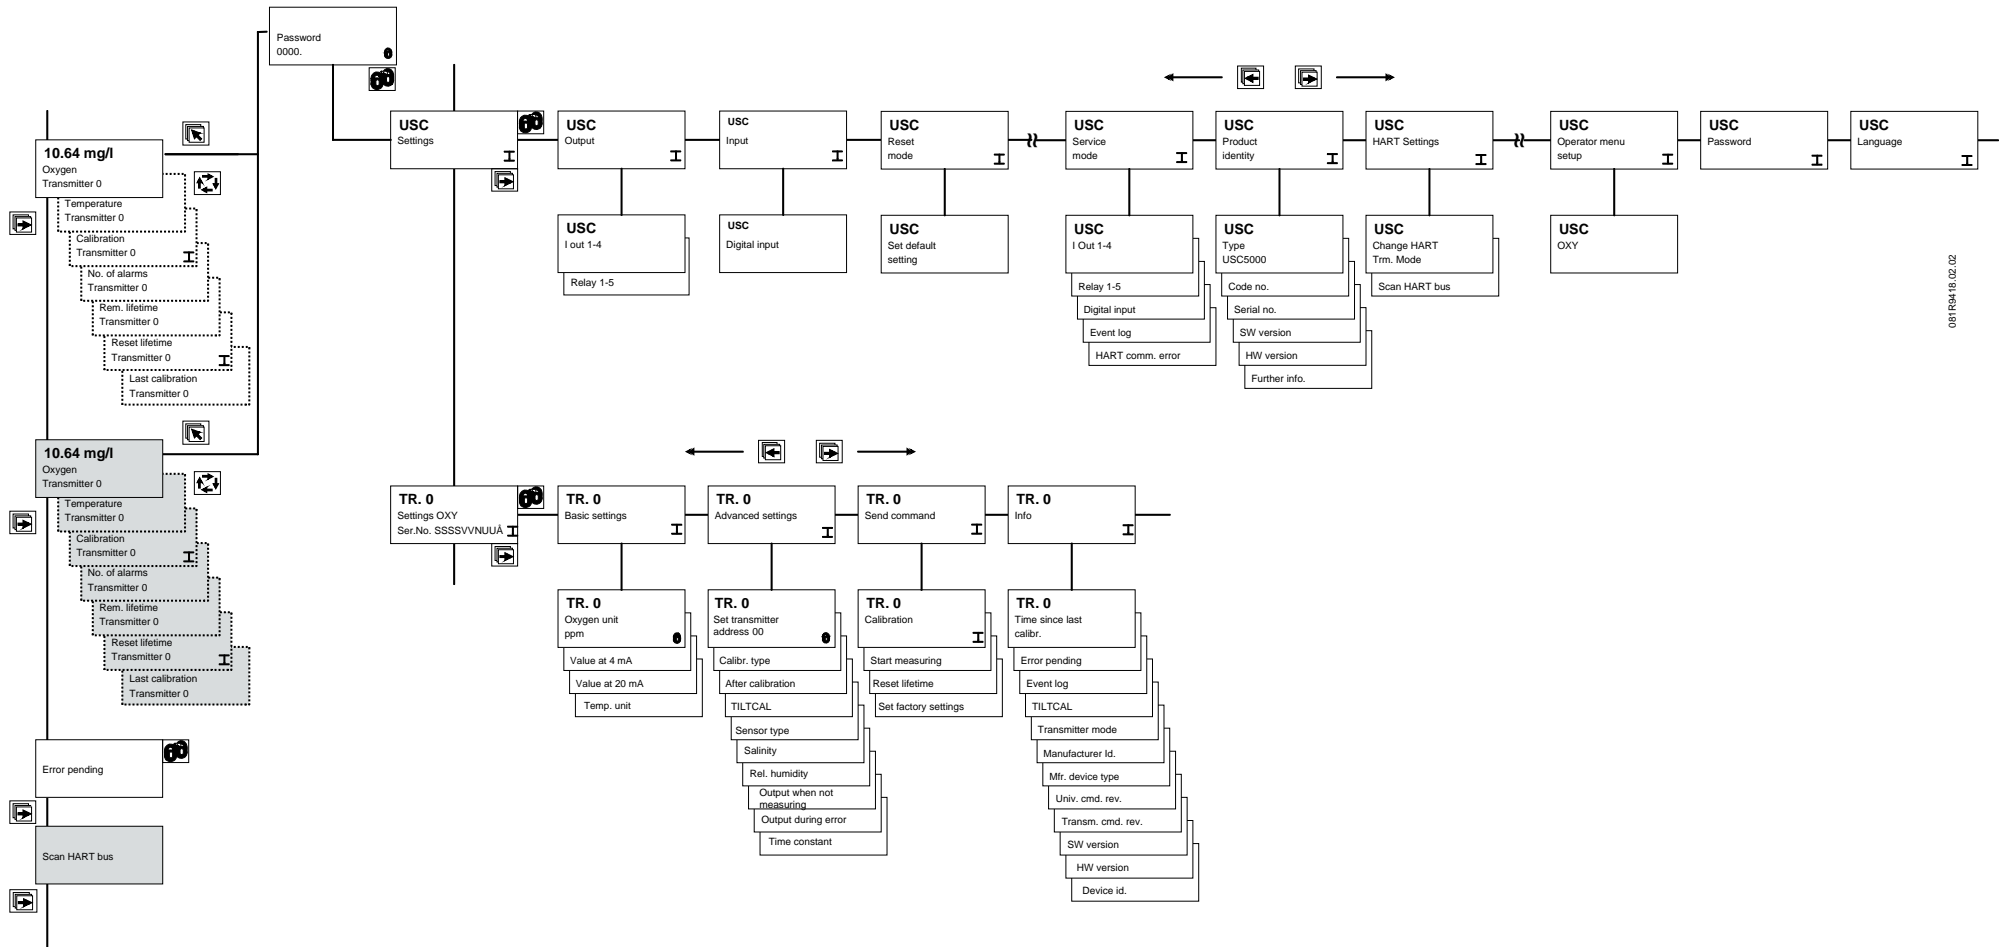 Password
0000.
10.64 mg/l
Oxygen
Transmitter 0
Temperature
Transmitter 0
Calibration
Transmitter 0
No. of alarms
Transmitter 0
Rem. lifetime
Transmitter 0
Reset lifetime
Transmitter 0
Last calibration
Transmitter 0
10.64 mg/l
Oxygen
Transmitter 0
Temperature
Transmitter 0
Calibration
Transmitter 0
No. of alarms
Transmitter 0
Rem. lifetime
Transmitter 0
Reset lifetime
Transmitter 0
Last calibration
Transmitter 0
Error pending
Scan HART bus
USC
Settings
USC
Output
USC
I out 1-4
Relay 1-5
USC
Input
USC
Digital input
USC
Reset
mode
USC
Set default
setting
USC
Service
mode
USC
I Out 1-4
Relay 1-5
Digital input
Event log
HART comm. error
USC
Product
identity
USC
Type
USC5000
Code no.
Serial no.
SW version
HW version
Further info.
USC
HART Settings
USC
Change HART
Trm. Mode
Scan HART bus
USC
Operator menu
setup
USC
OXY
USC
Password
USC
Language
081R9418.02.02
TR. 0
Settings OXY
Ser.No. SSSSVVNUUÅ
TR. 0
Basic settings
TR. 0
Oxygen unit
ppm
Value at 4 mA
Value at 20 mA
Temp. unit
TR. 0
Advanced settings
TR. 0
Set transmitter
address 00
Calibr. type
After calibration
TILTCAL
Sensor type
Salinity
Rel. humidity
Output when not
measuring
Output during error
Time constant
TR. 0
Send command
TR. 0
Calibration
Start measuring
Reset lifetime
Set factory settings
TR. 0
Info
TR. 0
Time since last
calibr.
Error pending
Event log
TILTCAL
Transmitter mode
Manufacturer Id.
Mfr. device type
Univ. cmd. rev.
Transm. cmd. rev.
SW version
HW version
Device id.